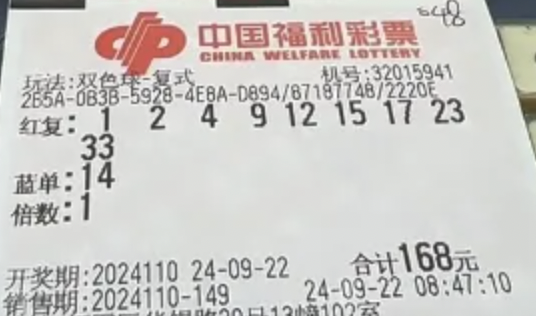 中国福利彩票
CHINA WELFARE LOTTERY
玩法:双色球-复式 机号:32015941
2B5A-0B3B-5928-4E8A-D894/87187748/2220E
红复: 1 2 4 9 12 15 17 23
33
蓝单:14
倍数:1
合计168元
开奖期:2024110 24-09-22
销售期:2024110-149 24-09-22 08:47:10